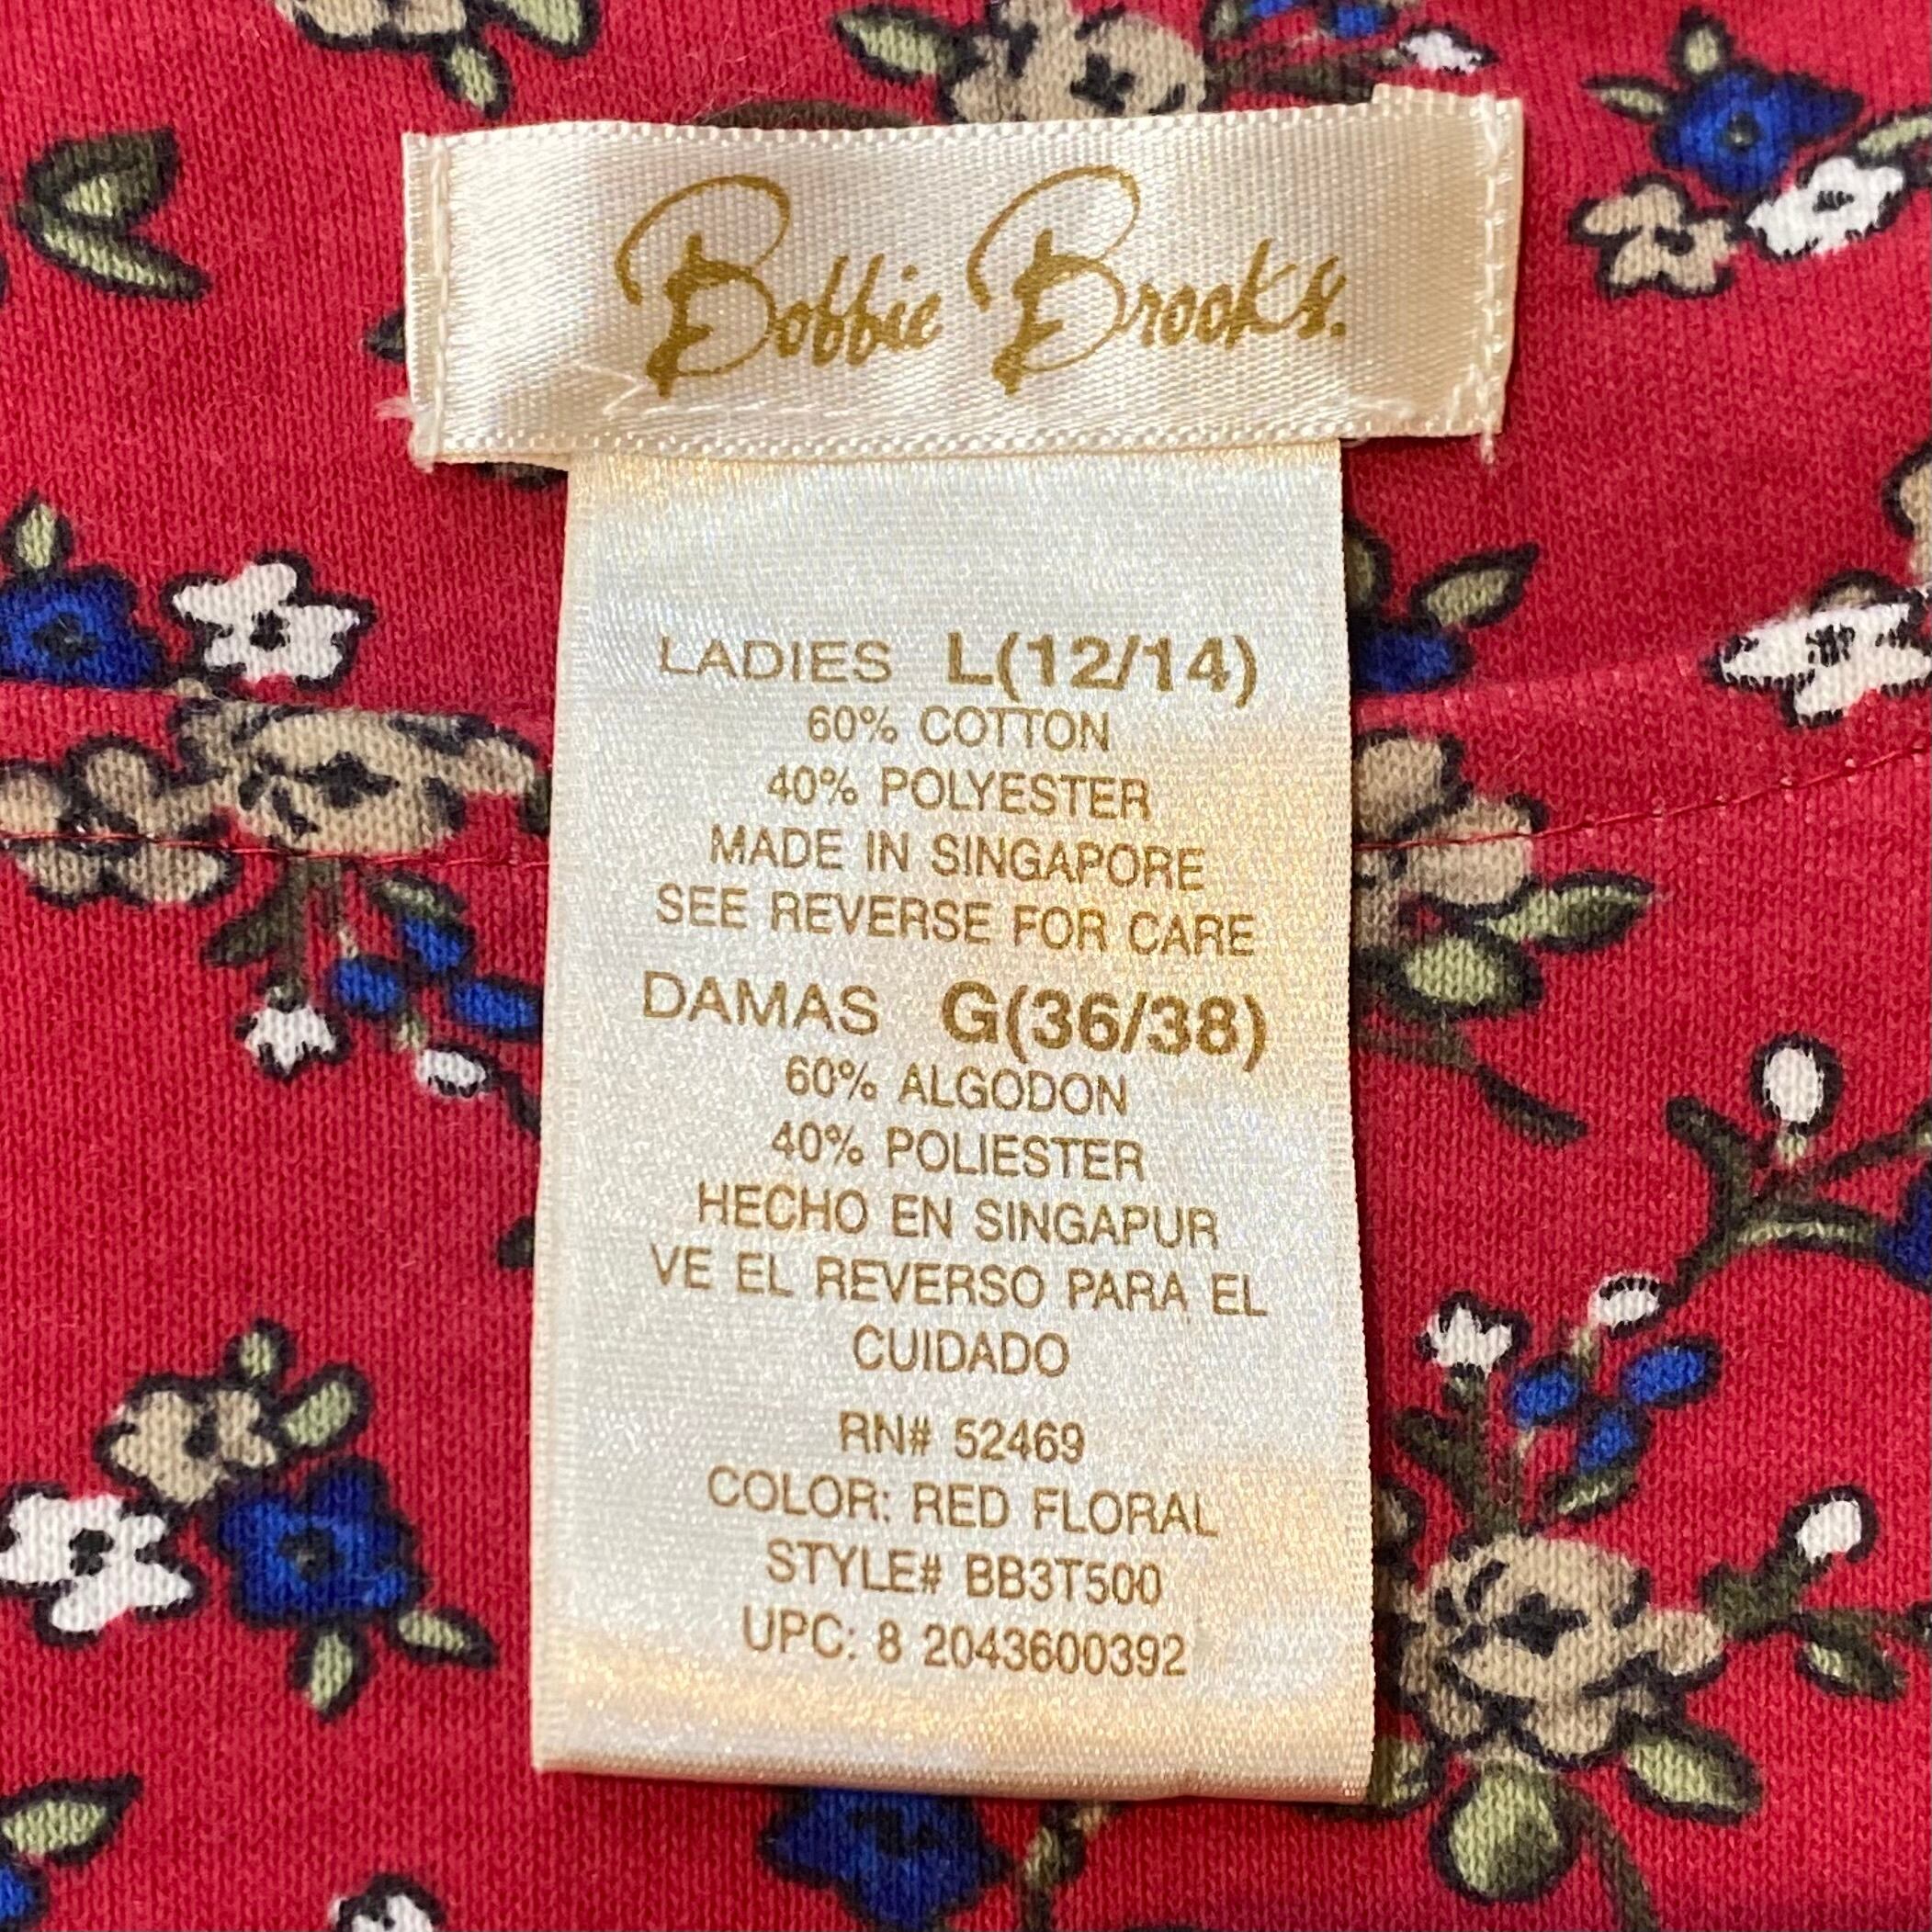 Bobbie Brooks.
LADIES L(12/14)
60% COTTON
40% POLYESTER
MADE IN SINGAPORE
SEE REVERSE FOR CARE
DAMAS G(36/38)
60% ALGODON
40% POLIESTER
HECHO EN SINGAPUR
VE EL REVERSO PARA EL
CUIDADO
RN# 52469
COLOR: RED FLORAL
STYLE# BB3T500
UPC: 8 2043600392